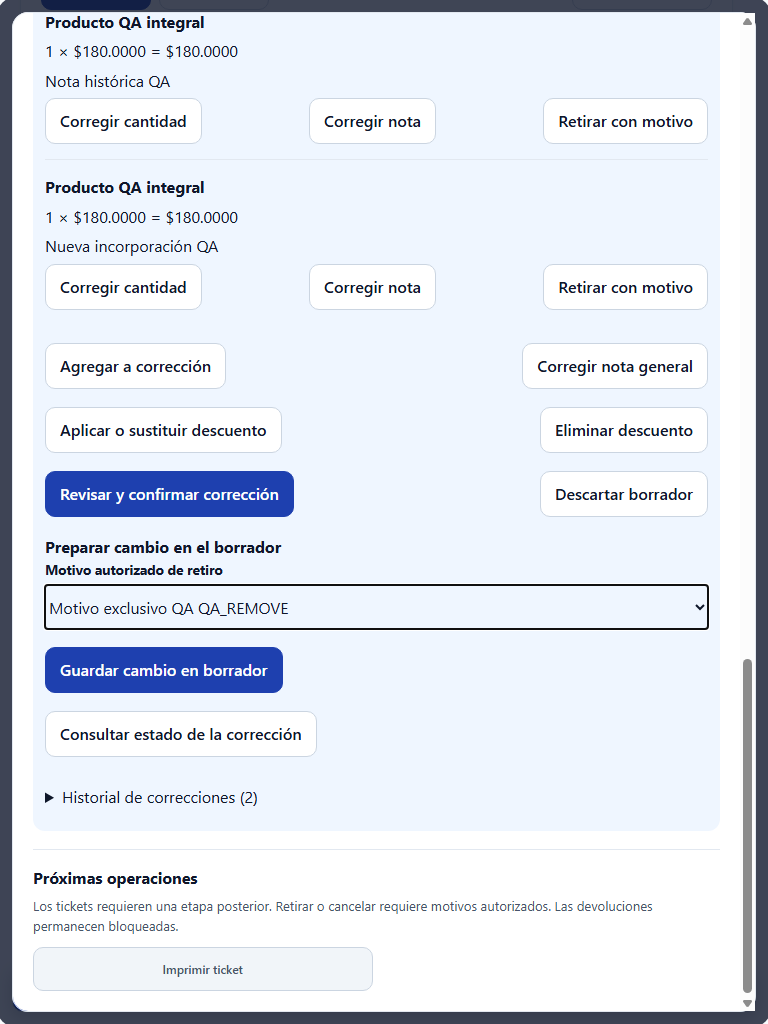 Producto QA integral
1 × $180.0000 = $180.0000
Nota histórica QA
Corregir cantidad
Corregir nota
Retirar con motivo
Producto QA integral
1 × $180.0000 = $180.0000
Nueva incorporación QA
Corregir cantidad
Corregir nota
Retirar con motivo
Agregar a corrección
Corregir nota general
Aplicar o sustituir descuento
Eliminar descuento
Revisar y confirmar corrección
Descartar borrador
Preparar cambio en el borrador
Motivo autorizado de retiro
Motivo exclusivo QA QA_REMOVE
Guardar cambio en borrador
Consultar estado de la corrección
Historial de correcciones (2)
Próximas operaciones
Los tickets requieren una etapa posterior. Retirar o cancelar requiere motivos autorizados. Las devoluciones
permanecen bloqueadas.
Imprimir ticket